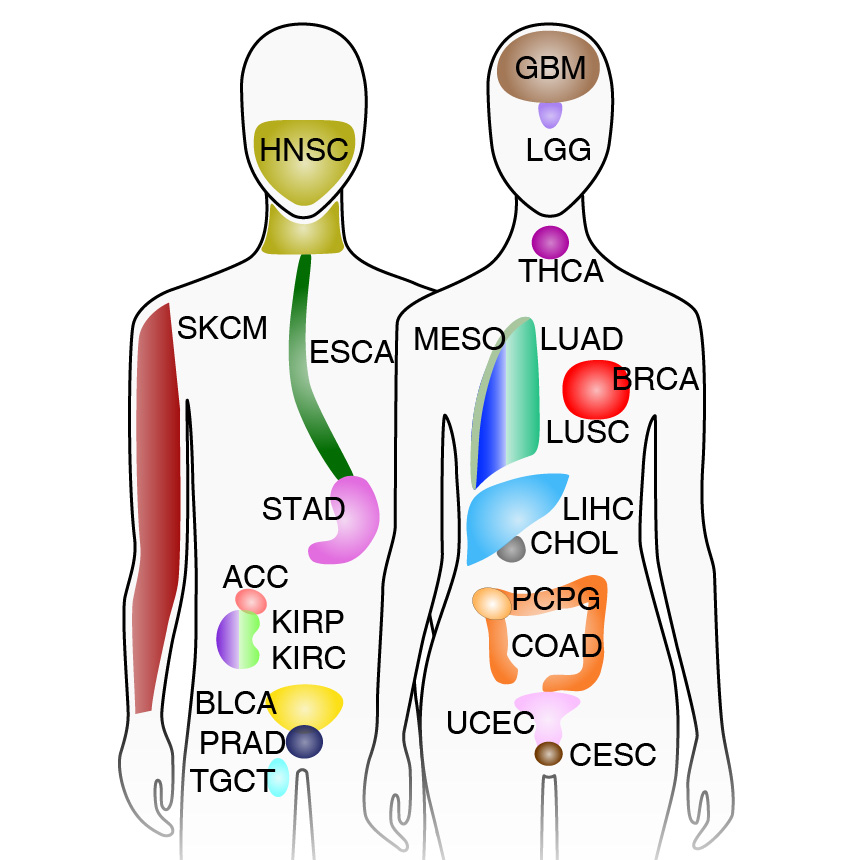 HNSC
SKCM
ESCA
STAD
ACC
KIRP
KIRC
BLCA
PRAD
TGCT
GBM
LGG
THCA
MESO
LUAD
BRCA
LUSC
LIHC
CHOL
PCPG
COAD
UCEC
CESC